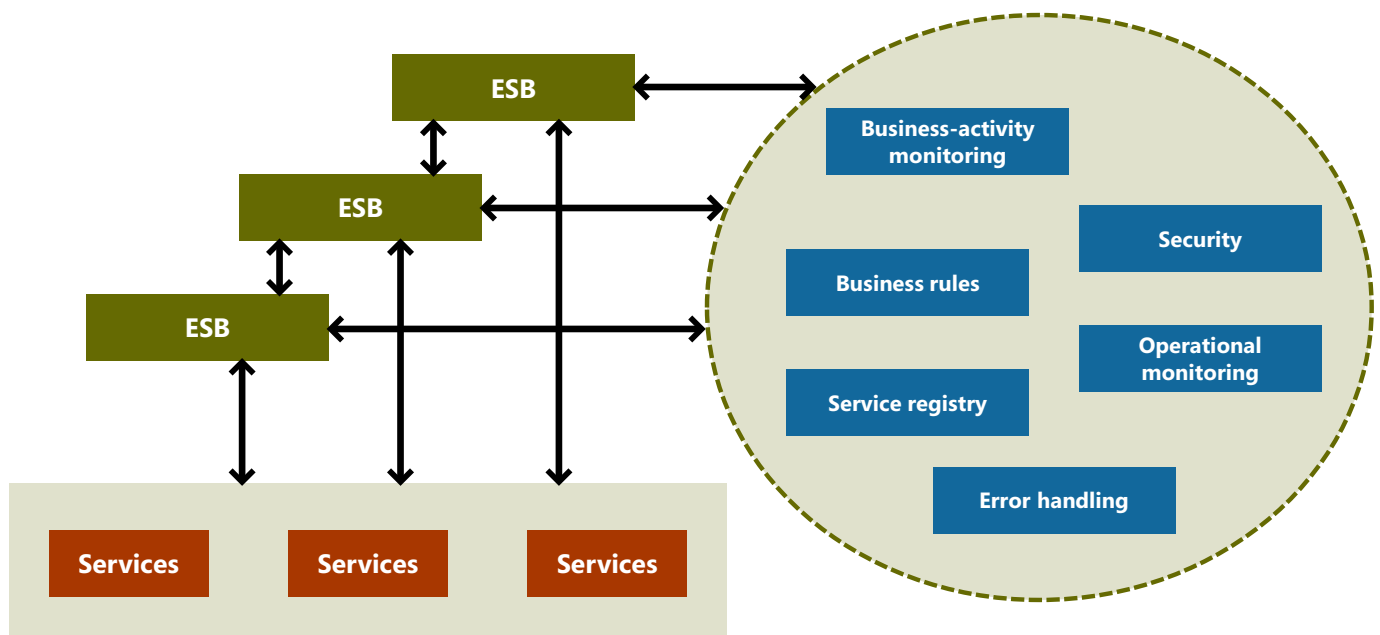 ESB
ESB
ESB
Services
Services
Services
Business-activity
monitoring
Security
Business rules
Operational
monitoring
Service registry
Error handling